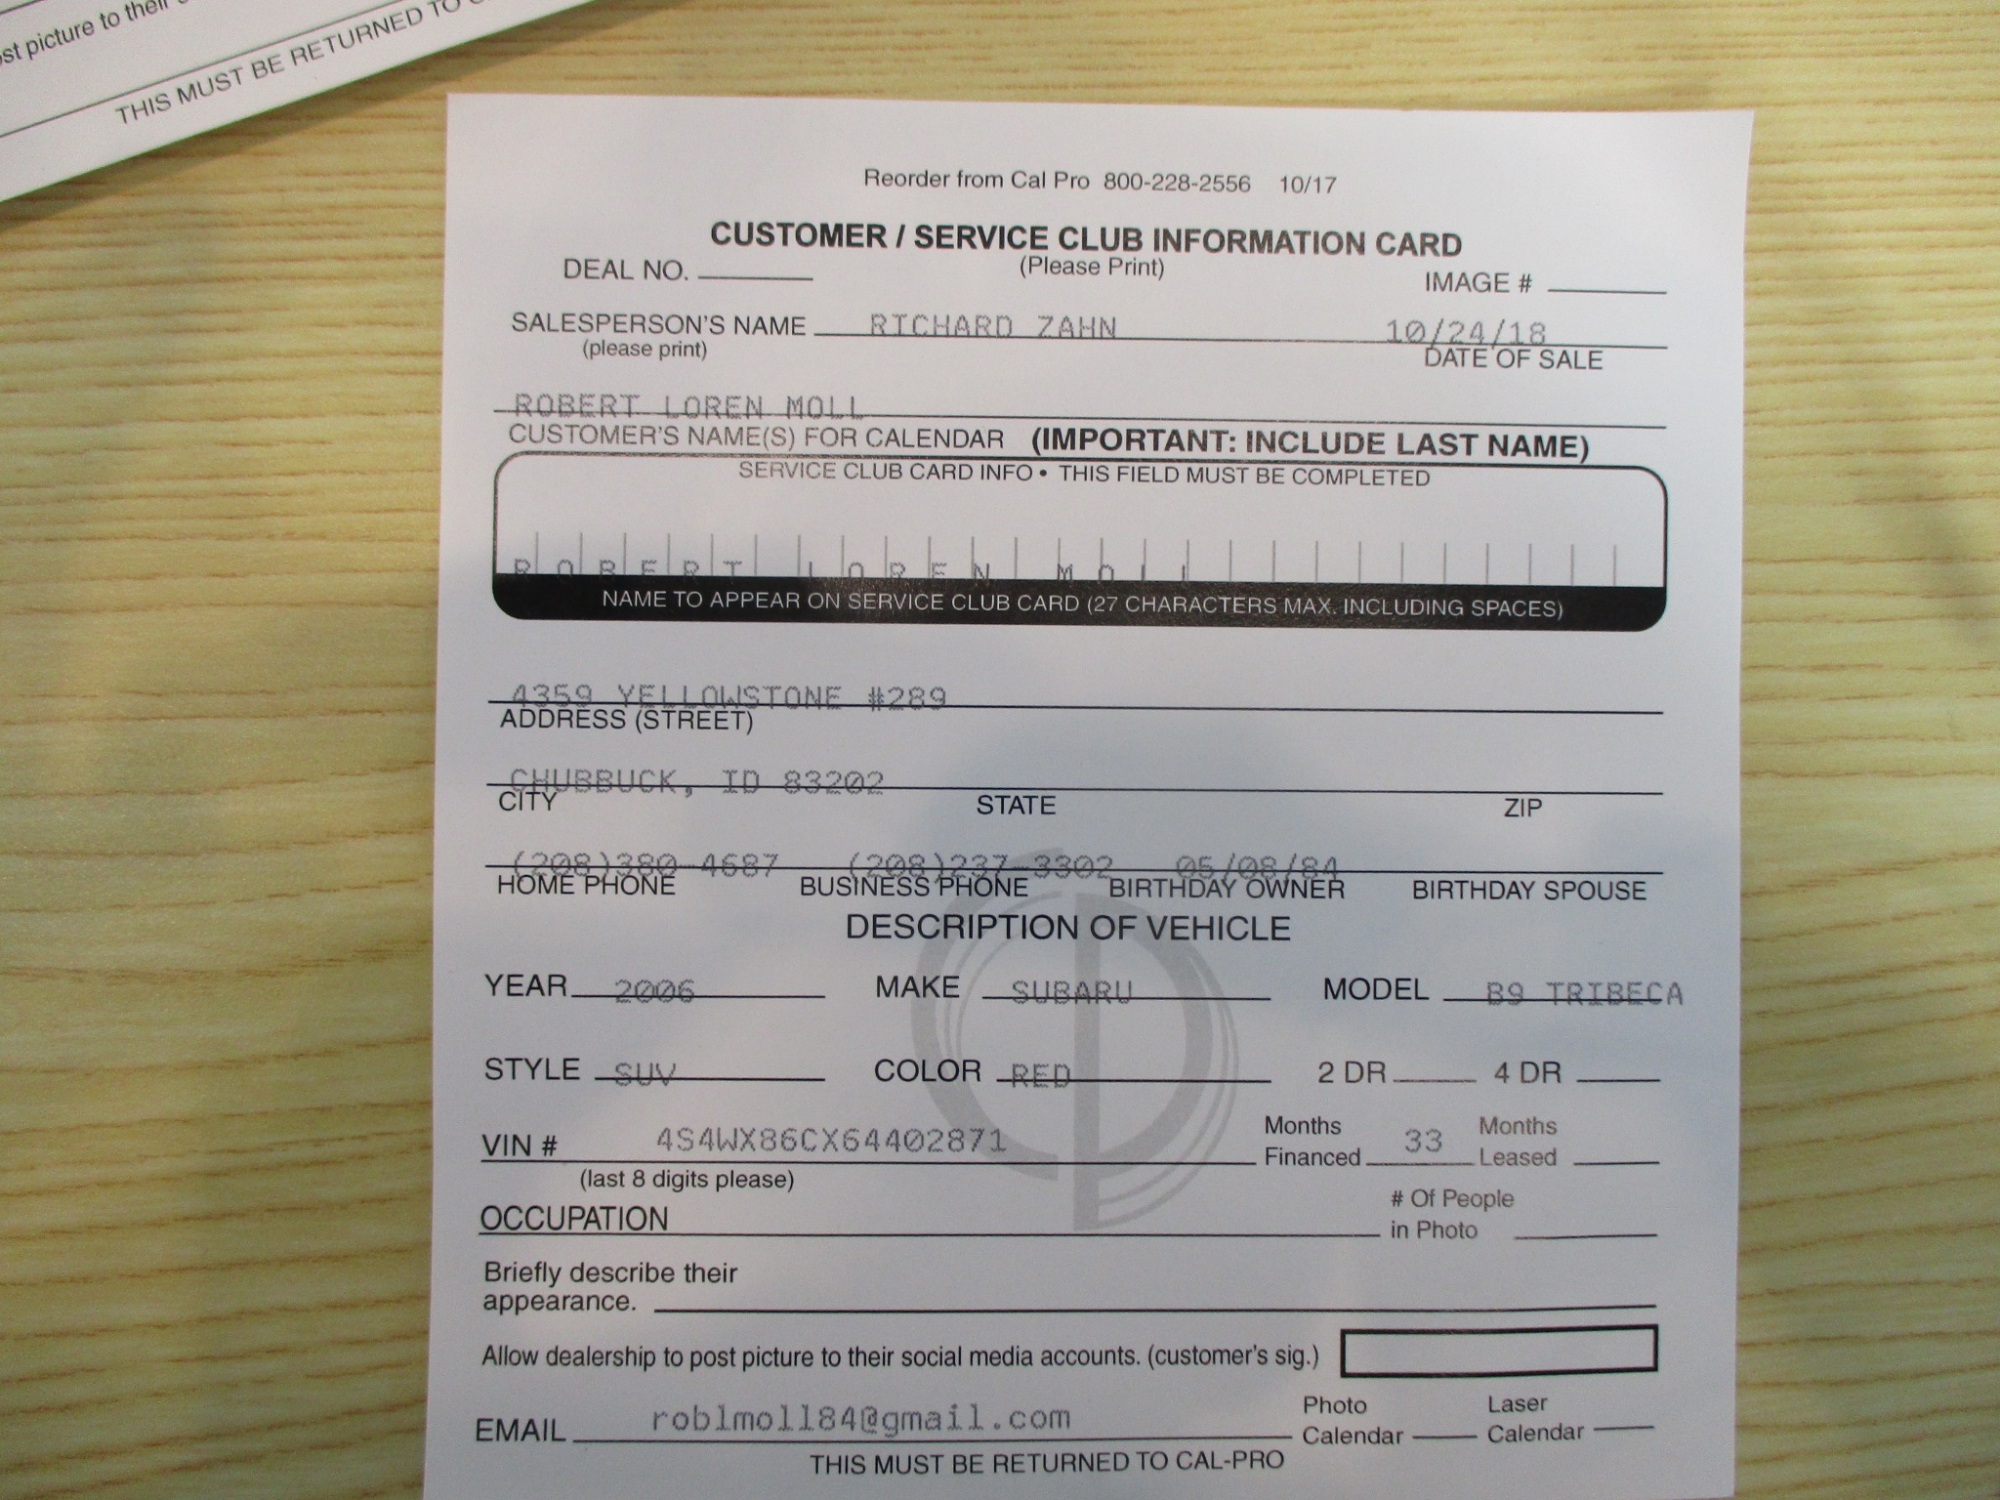 ost picture to their
THIS MUST BE RETURNED TO
Reorder from Cal Pro 800-228-2556 10/17
CUSTOMER / SERVICE CLUB INFORMATION CARD
DEAL NO. (Please Print) IMAGE #
SALESPERSON'S NAME RICHARD ZAHN 10/24/18
(please print) DATE OF SALE
ROBERT LOREN MOLL
CUSTOMER'S NAME(S) FOR CALENDAR (IMPORTANT: INCLUDE LAST NAME)
SERVICE CLUB CARD INFO • THIS FIELD MUST BE COMPLETED
ROBERT LOREN MOLL
NAME TO APPEAR ON SERVICE CLUB CARD (27 CHARACTERS MAX. INCLUDING SPACES)
4359 YELLOWSTONE #289
ADDRESS (STREET)
CHUBBUCK, ID 83202
CITY STATE ZIP
(208)380-4687 (208)237-3302 05/08/84
HOME PHONE BUSINESS PHONE BIRTHDAY OWNER BIRTHDAY SPOUSE
DESCRIPTION OF VEHICLE
YEAR 2006 MAKE SUBARU MODEL B9 TRIBECA
STYLE SUV COLOR RED 2 DR 4 DR
VIN # 4S4WX86CX64402871 Months Financed 33 Months Leased
(last 8 digits please)
OCCUPATION # Of People in Photo
Briefly describe their
appearance.
Allow dealership to post picture to their social media accounts. (customer's sig.)
EMAIL roblmoll84@gmail.com Photo Calendar Laser Calendar
THIS MUST BE RETURNED TO CAL-PRO